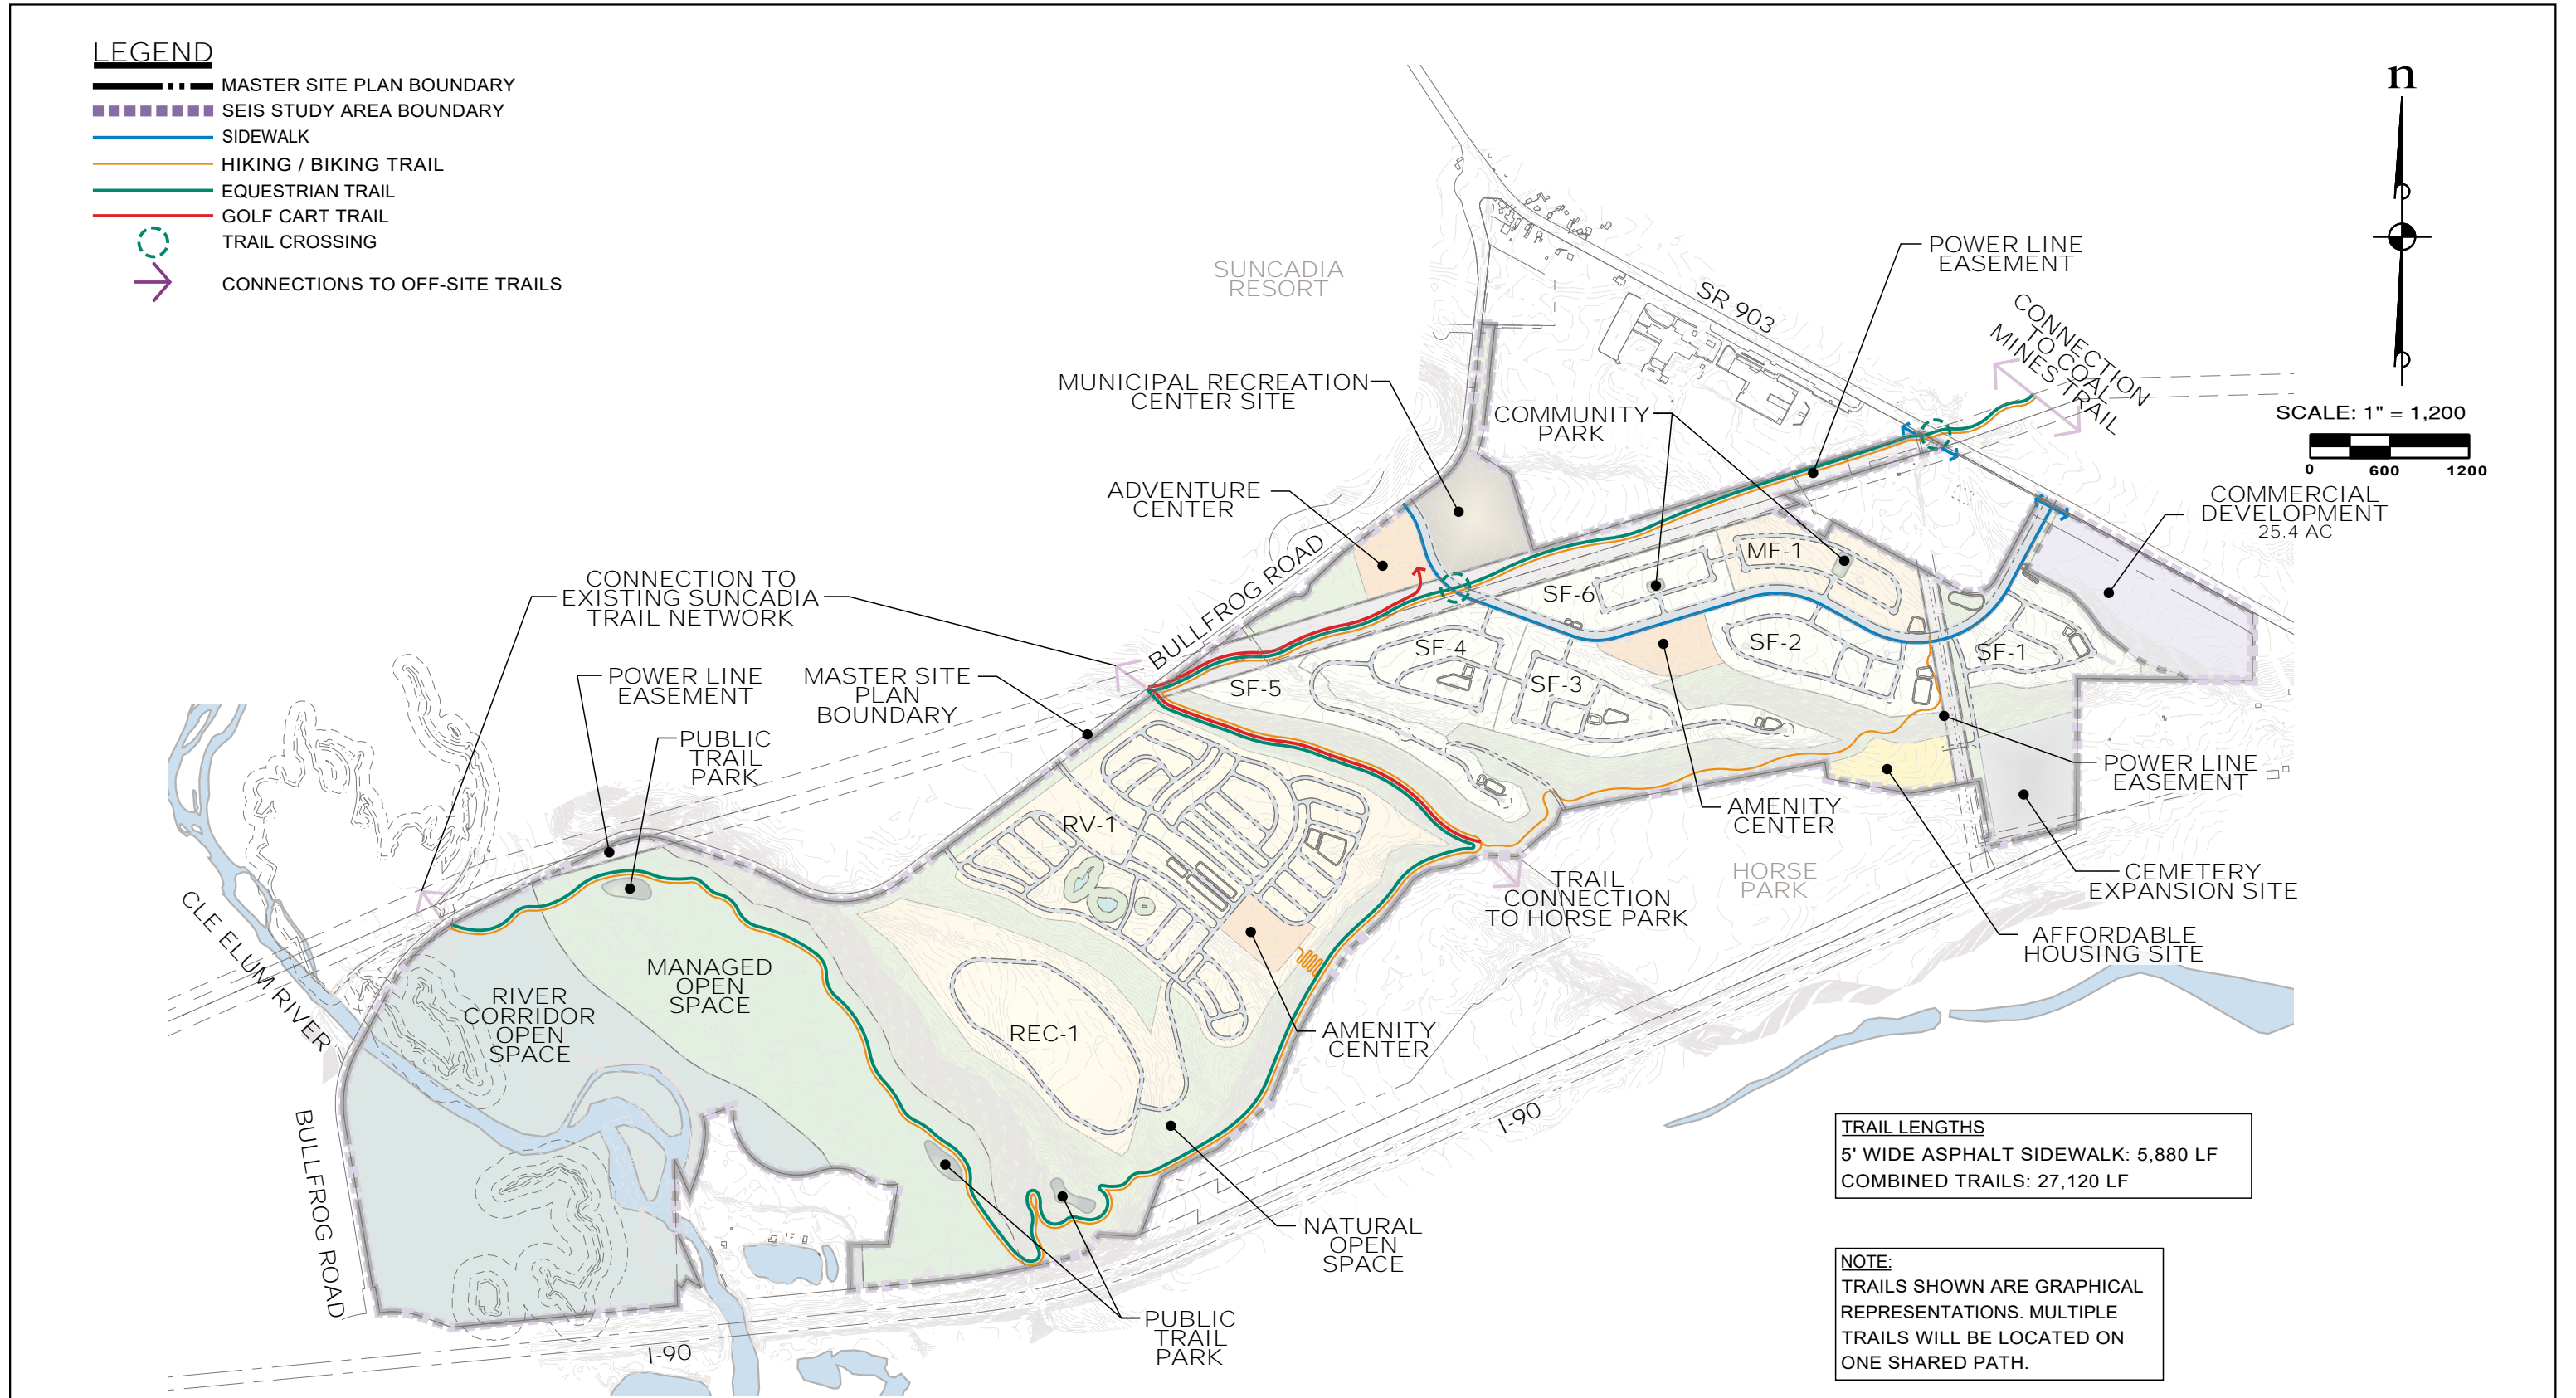 LEGEND
MASTER SITE PLAN BOUNDARY
SEIS STUDY AREA BOUNDARY
SIDEWALK
HIKING / BIKING TRAIL
EQUESTRIAN TRAIL
GOLF CART TRAIL
TRAIL CROSSING
CONNECTIONS TO OFF-SITE TRAILS
n
SCALE: 1" = 1,200
0 600 1200
SUNCADIA
RESORT
SR 903
POWER LINE
EASEMENT
CONNECTION
TO COAL
MINES TRAIL
MUNICIPAL RECREATION
CENTER SITE
COMMUNITY
PARK
ADVENTURE
CENTER
COMMERCIAL
DEVELOPMENT
25.4 AC
BULLFROG ROAD
CONNECTION TO
EXISTING SUNCADIA
TRAIL NETWORK
MF-1
SF-6
SF-4
SF-2
SF-1
SF-5
SF-3
POWER LINE
EASEMENT
MASTER SITE
PLAN
BOUNDARY
PUBLIC
TRAIL
PARK
POWER LINE
EASEMENT
AMENITY
CENTER
RV-1
HORSE
PARK
TRAIL
CONNECTION
TO HORSE PARK
CEMETERY
EXPANSION SITE
AFFORDABLE
HOUSING SITE
CLE ELUM RIVER
MANAGED
OPEN
SPACE
RIVER
CORRIDOR
OPEN
SPACE
REC-1
AMENITY
CENTER
BULLFROG ROAD
I-90
NATURAL
OPEN
SPACE
PUBLIC
TRAIL
PARK
I-90
TRAIL LENGTHS
5' WIDE ASPHALT SIDEWALK: 5,880 LF
COMBINED TRAILS: 27,120 LF
NOTE:
TRAILS SHOWN ARE GRAPHICAL
REPRESENTATIONS. MULTIPLE
TRAILS WILL BE LOCATED ON
ONE SHARED PATH.